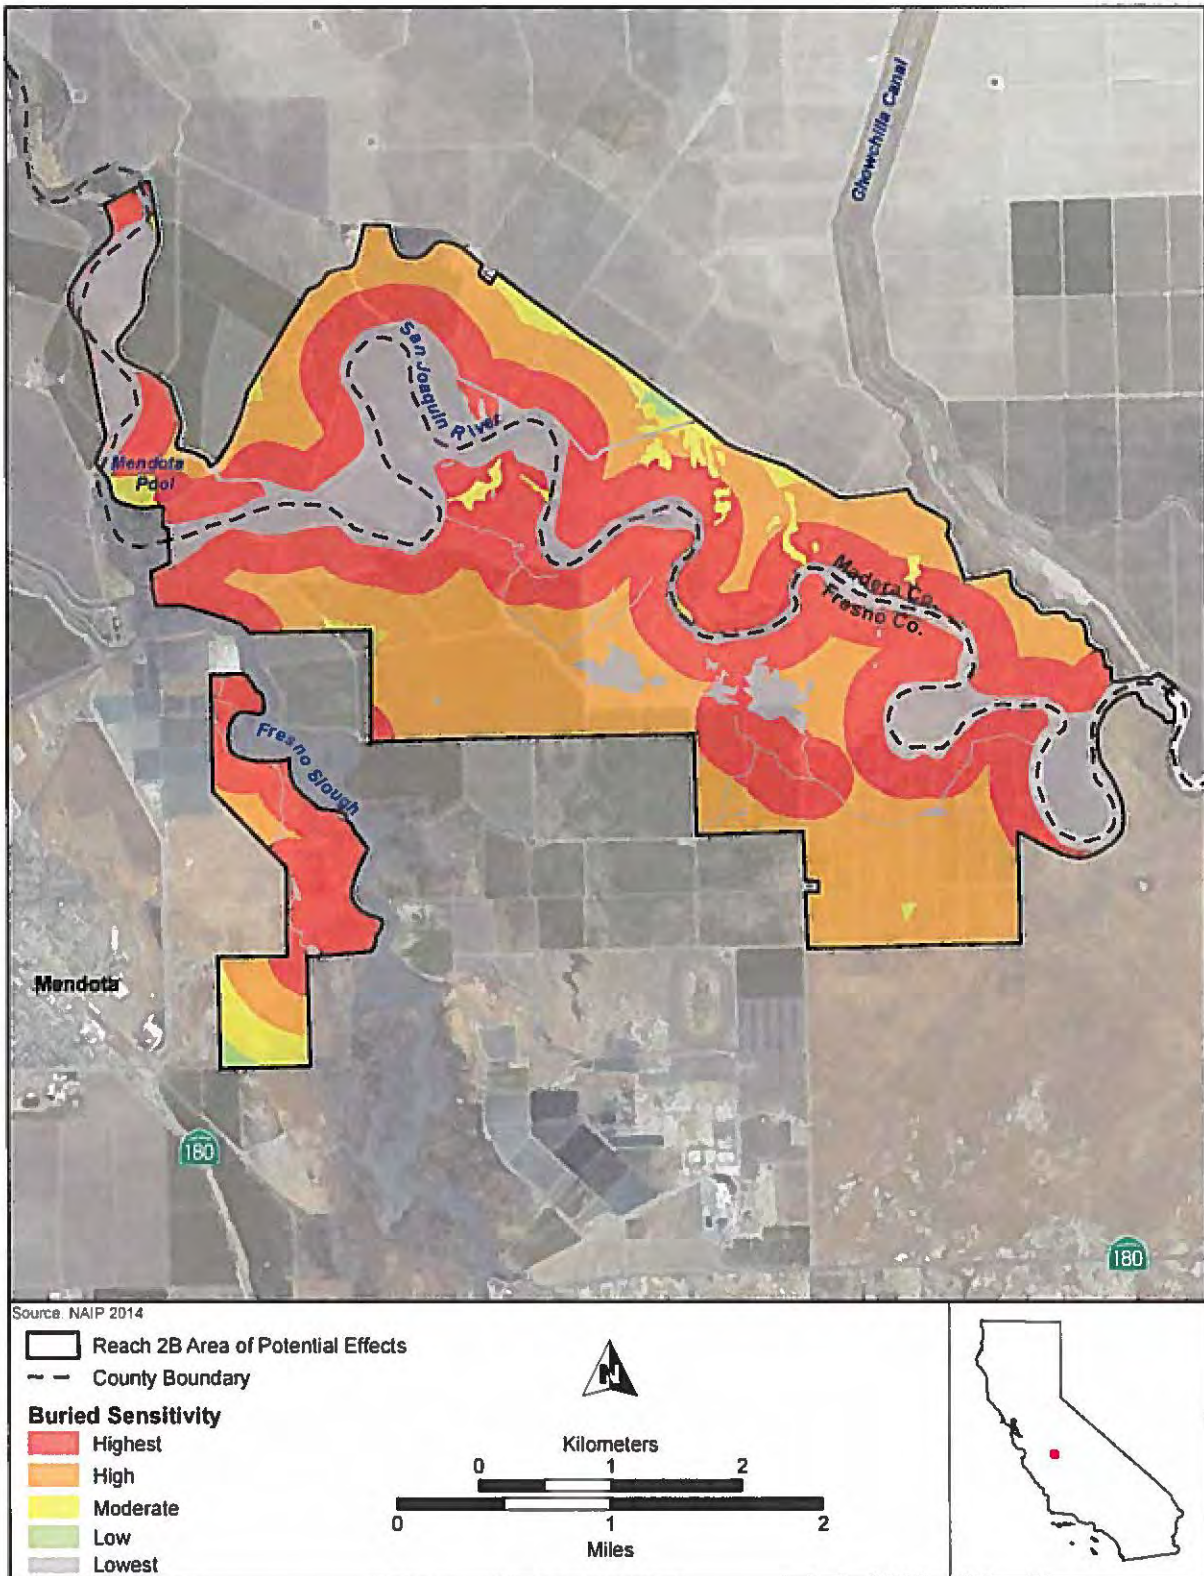 Chowchilla Canal
San Joaquin River
Mendota
Pool
Madera Co.
Fresno Co.
Fresno Slough
Mendota
180
180
Source: NAIP 2014
Reach 2B Area of Potential Effects
County Boundary
Buried Sensitivity
Highest
High
Moderate
Low
Lowest
N
Kilometers
0 1 2
0 1 2
Miles